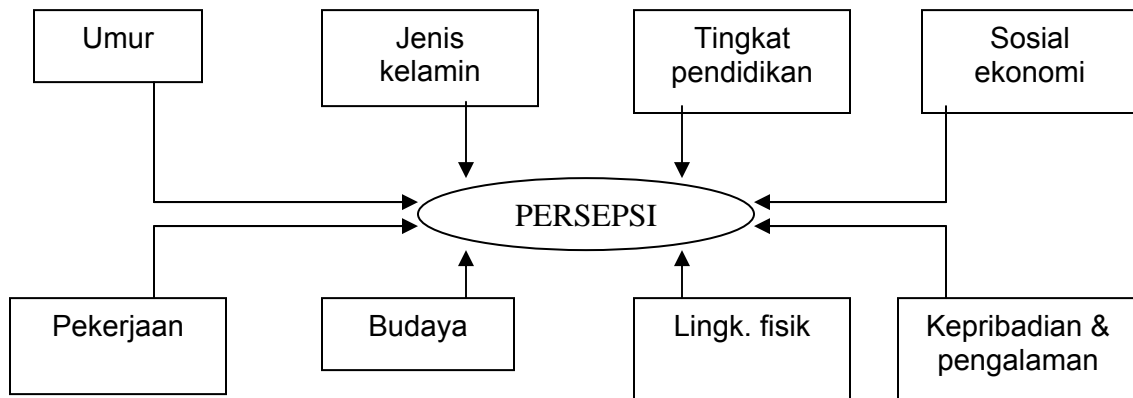 Umur
Jenis
kelamin
Tingkat
pendidikan
Sosial
ekonomi
PERSEPSI
Pekerjaan
Budaya
Lingk. fisik
Kepribadian &
pengalaman